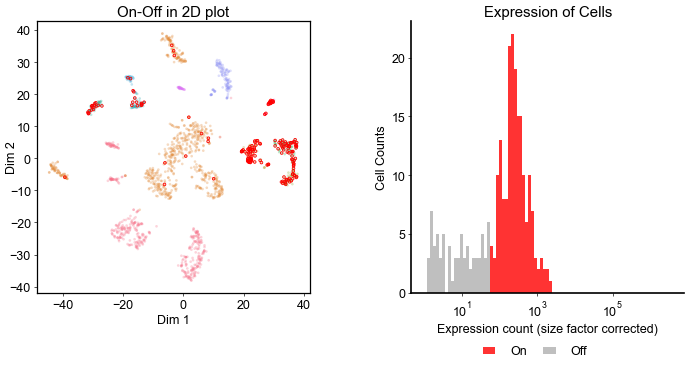 On-Off in 2D plot
40
30
20
10
0
−10
−20
−30
−40
Dim 2
−40 −20 0 20 40
Dim 1
Expression of Cells
20
15
10
5
0
Cell Counts
10^1 10^3 10^5
Expression count (size factor corrected)
On Off